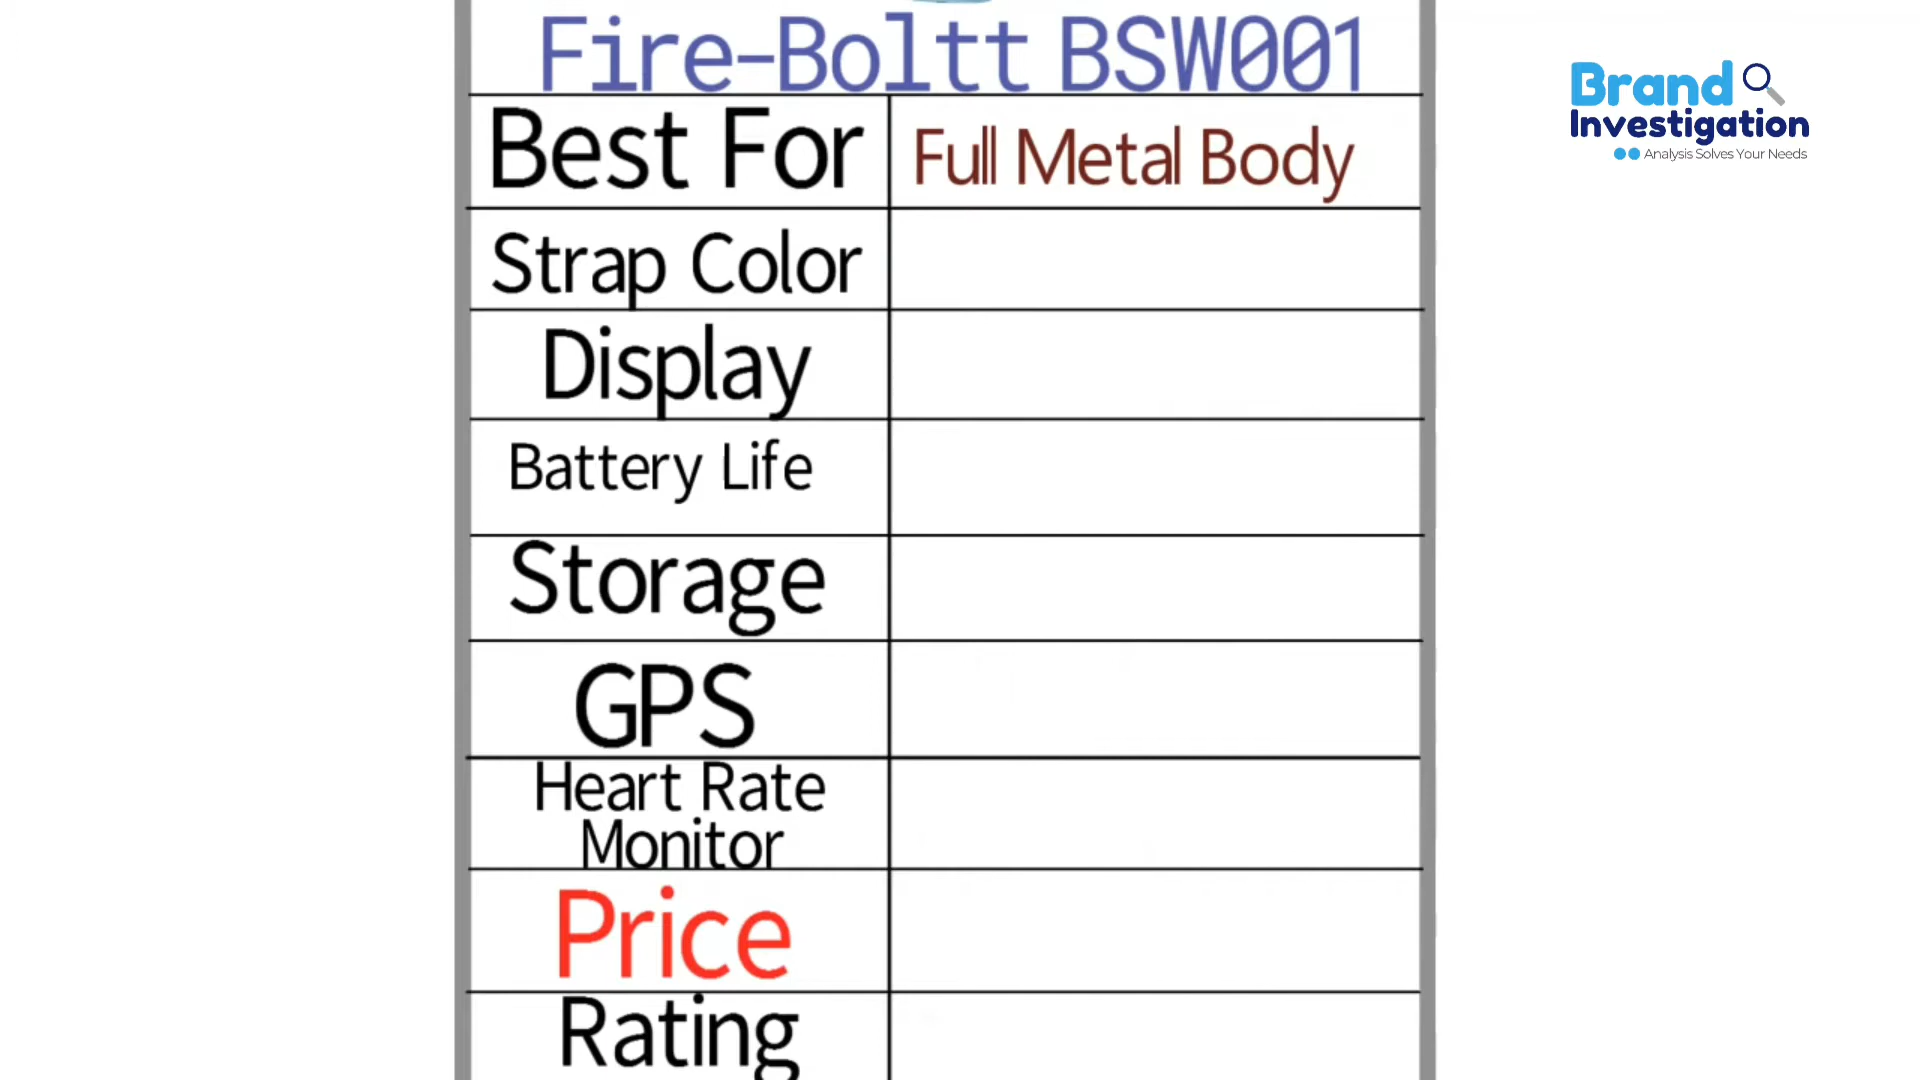 Fire-Boltt BSW001
Best For
Full Metal Body
Strap Color
Display
Battery Life
Storage
GPS
Heart Rate
Monitor
Price
Rating
Brand
Investigation
Analysis Solves Your Needs